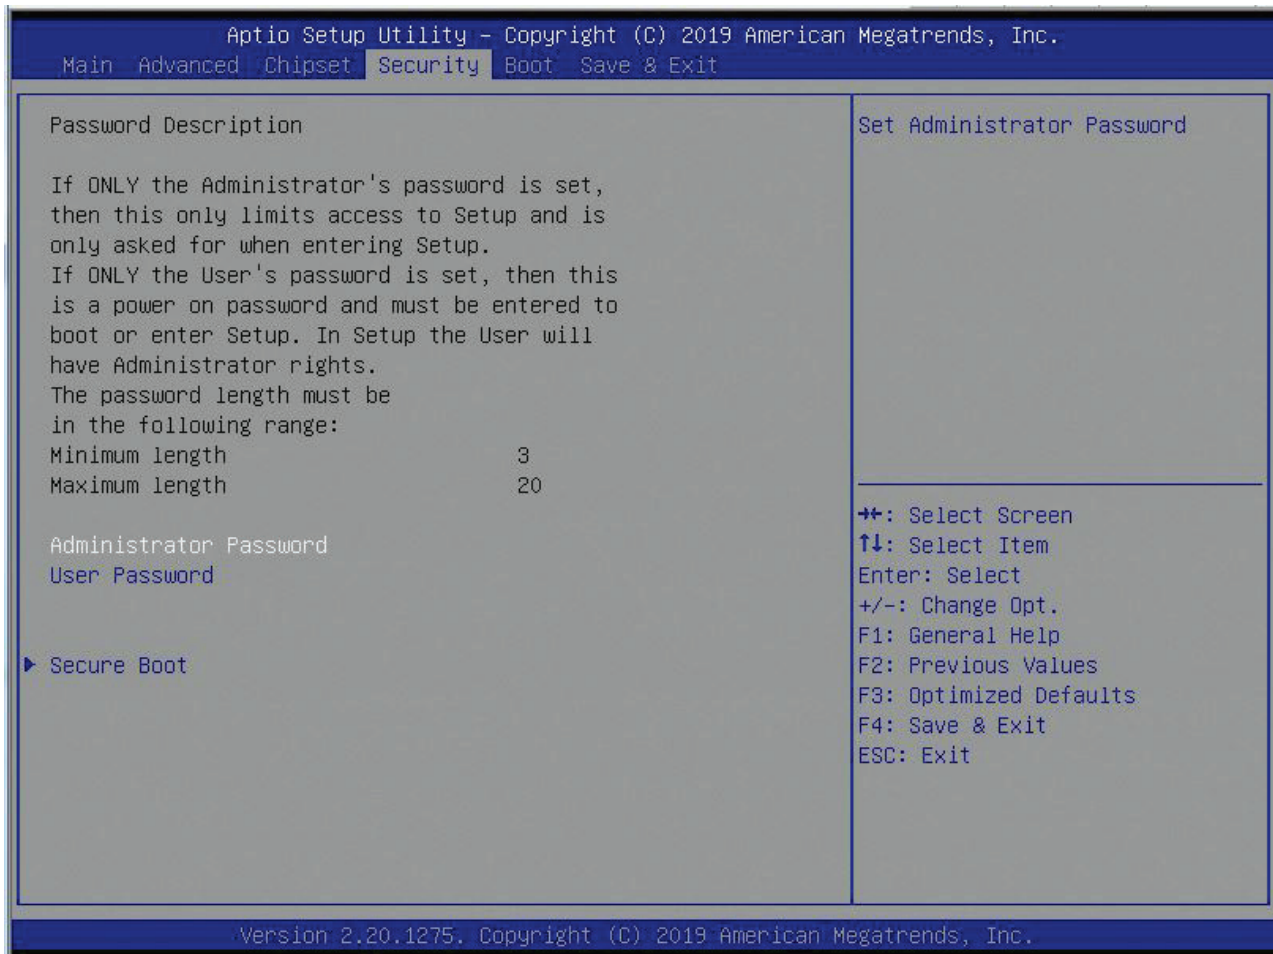 Aptio Setup Utility – Copyright (C) 2019 American Megatrends, Inc.
Main Advanced Chipset Security Boot Save & Exit
Password Description
If ONLY the Administrator's password is set,
then this only limits access to Setup and is
only asked for when entering Setup.
If ONLY the User's password is set, then this
is a power on password and must be entered to
boot or enter Setup. In Setup the User will
have Administrator rights.
The password length must be
in the following range:
Minimum length 3
Maximum length 20
Administrator Password
User Password
Secure Boot
Set Administrator Password
→←: Select Screen
↑↓: Select Item
Enter: Select
+/-: Change Opt.
F1: General Help
F2: Previous Values
F3: Optimized Defaults
F4: Save & Exit
ESC: Exit
Version 2.20.1275. Copyright (C) 2019 American Megatrends, Inc.